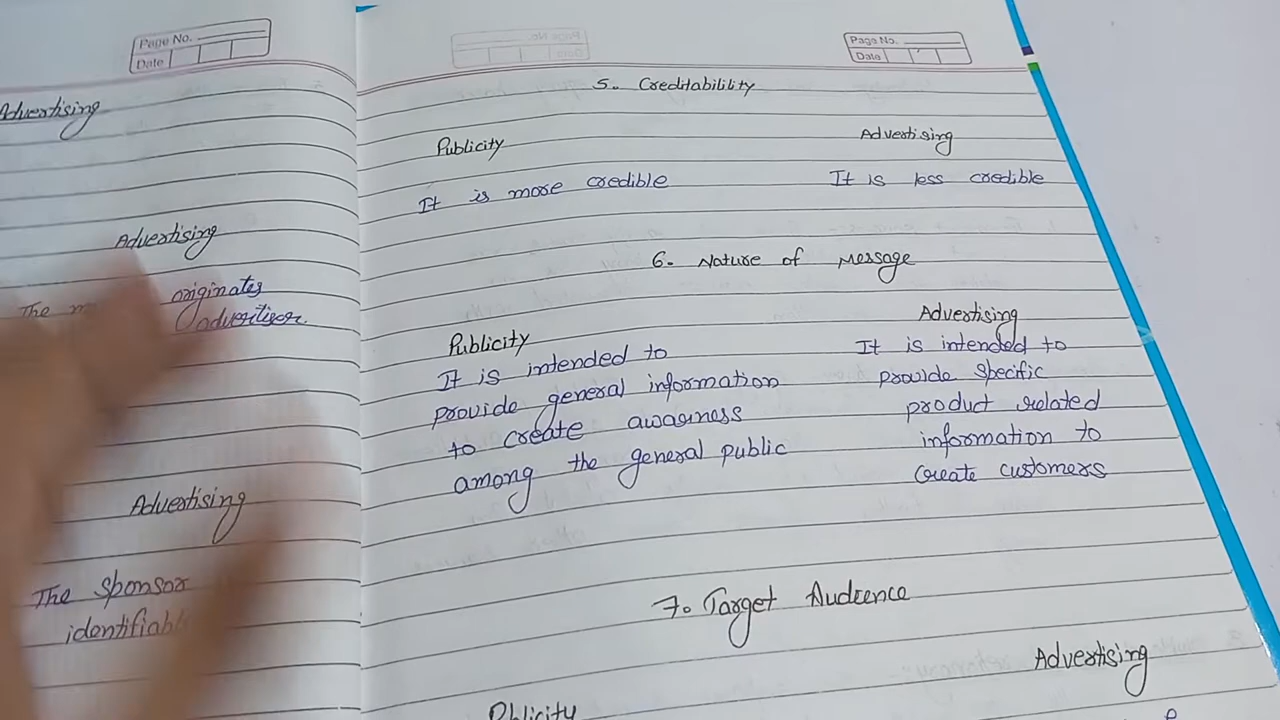 Page No.
Date
Advertising
Advertising
The originates
advertiser.
Advertising
The Sponsor
identifiable
Page No.
Date
5. Creditability
Publicity
Advertising
It is more credible
It is less credible
6. Nature of Message
Publicity
It is intended to
provide general information
to create awarness
among the general public
Advertising
It is intended to
provide specific
product related
information to
create customers
7. Target Audience
Publicity
Advertising